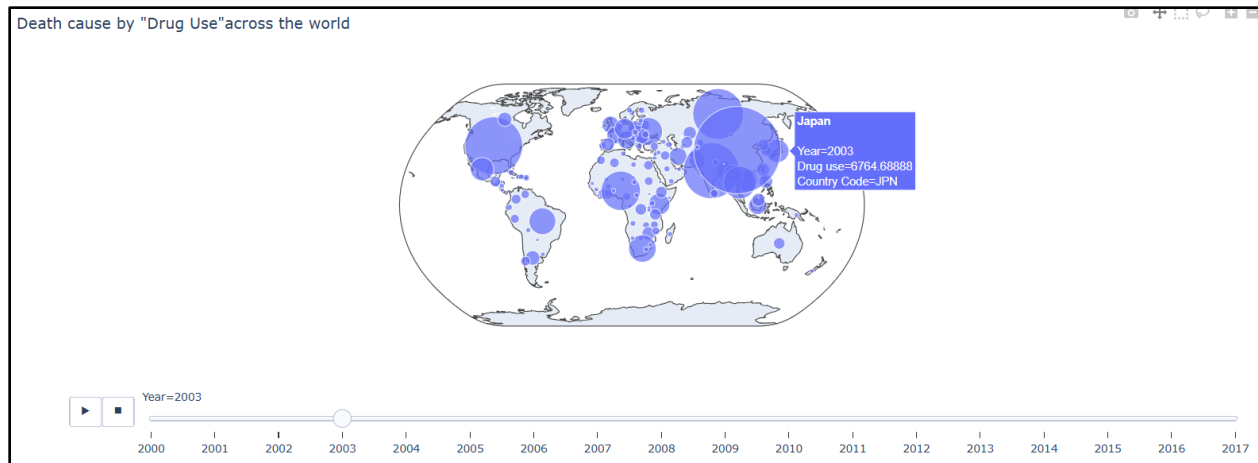 Death cause by "Drug Use"across the world
Japan
Year=2003
Drug use=6764.68888
Country Code=JPN
Year=2003
2000 2001 2002 2003 2004 2005 2006 2007 2008 2009 2010 2011 2012 2013 2014 2015 2016 2017